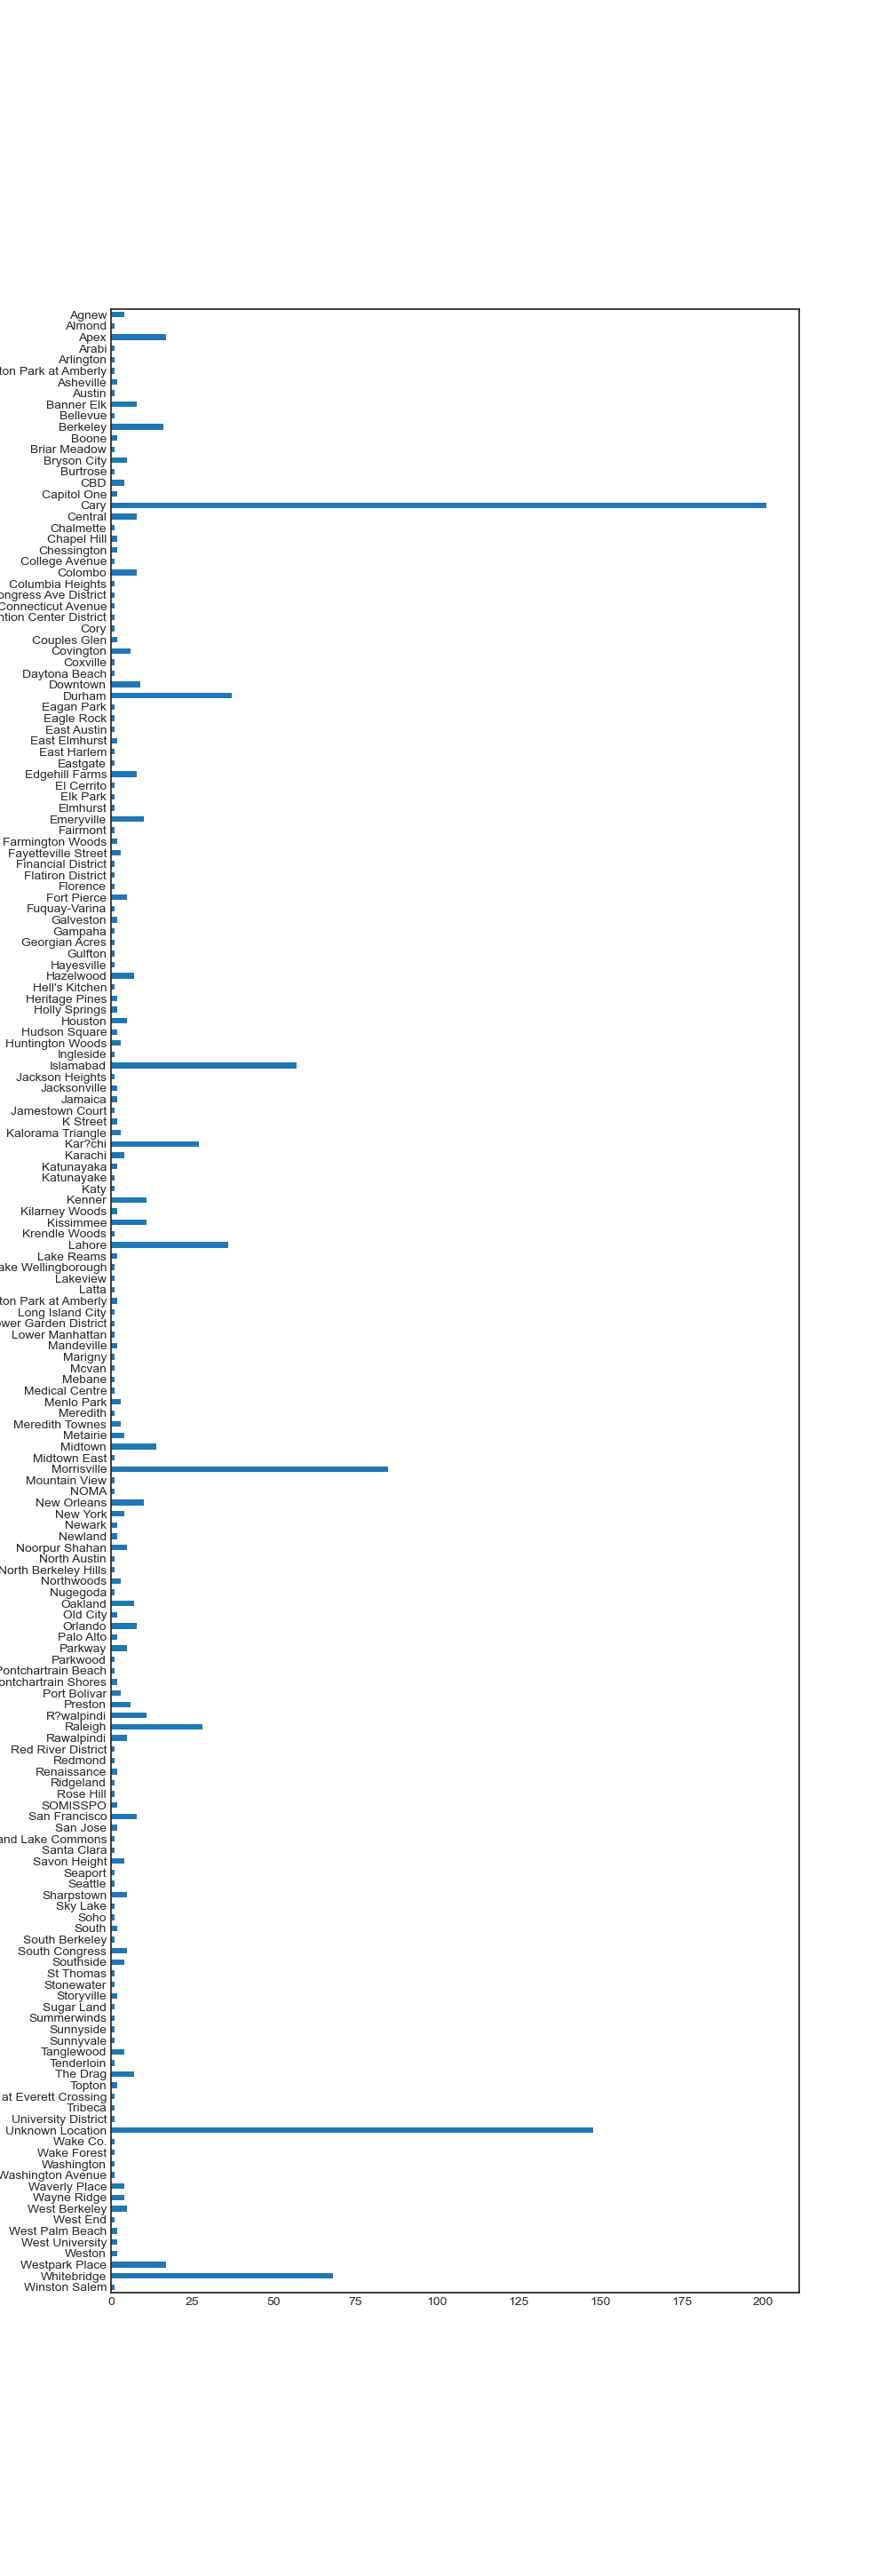 Agnew
Almond
Apex
Arabi
Arlington
ton Park at Amberly
Asheville
Austin
Banner Elk
Bellevue
Berkeley
Boone
Briar Meadow
Bryson City
Burtrose
CBD
Capitol One
Cary
Central
Chalmette
Chapel Hill
Chessington
College Avenue
Colombo
Columbia Heights
ongress Ave District
Connecticut Avenue
ntion Center District
Cory
Couples Glen
Covington
Coxville
Daytona Beach
Downtown
Durham
Eagan Park
Eagle Rock
East Austin
East Elmhurst
East Harlem
Eastgate
Edgehill Farms
El Cerrito
Elk Park
Elmhurst
Emeryville
Fairmont
Farmington Woods
Fayetteville Street
Financial District
Flatiron District
Florence
Fort Pierce
Fuquay-Varina
Galveston
Gampaha
Georgian Acres
Gulfton
Hayesville
Hazelwood
Hell's Kitchen
Heritage Pines
Holly Springs
Houston
Hudson Square
Huntington Woods
Ingleside
Islamabad
Jackson Heights
Jacksonville
Jamaica
Jamestown Court
K Street
Kalorama Triangle
Kar?chi
Karachi
Katunayaka
Katunayake
Katy
Kenner
Kilarney Woods
Kissimmee
Krendle Woods
Lahore
Lake Reams
ake Wellingborough
Lakeview
Latta
ton Park at Amberly
Long Island City
ower Garden District
Lower Manhattan
Mandeville
Marigny
Mcvan
Mebane
Medical Centre
Menlo Park
Meredith
Meredith Townes
Metairie
Midtown
Midtown East
Morrisville
Mountain View
NOMA
New Orleans
New York
Newark
Newland
Noorpur Shahan
North Austin
North Berkeley Hills
Northwoods
Nugegoda
Oakland
Old City
Orlando
Palo Alto
Parkway
Parkwood
Pontchartrain Beach
ontchartrain Shores
Port Bolivar
Preston
R?walpindi
Raleigh
Rawalpindi
Red River District
Redmond
Renaissance
Ridgeland
Rose Hill
SOMISSPO
San Francisco
San Jose
and Lake Commons
Santa Clara
Savon Height
Seaport
Seattle
Sharpstown
Sky Lake
Soho
South
South Berkeley
South Congress
Southside
St Thomas
Stonewater
Storyville
Sugar Land
Summerwinds
Sunnyside
Sunnyvale
Tanglewood
Tenderloin
The Drag
Topton
at Everett Crossing
Tribeca
University District
Unknown Location
Wake Co.
Wake Forest
Washington
Washington Avenue
Waverly Place
Wayne Ridge
West Berkeley
West End
West Palm Beach
West University
Weston
Westpark Place
Whitebridge
Winston Salem
0 25 50 75 100 125 150 175 200